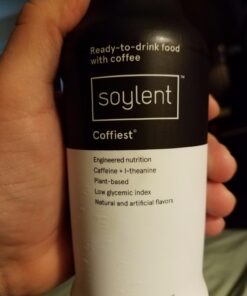 Ready-to-drink food
with coffee
soylent™
Coffiest®
Engineered nutrition
Caffeine + l-theanine
Plant-based
Low glycemic index
Natural and artificial flavors